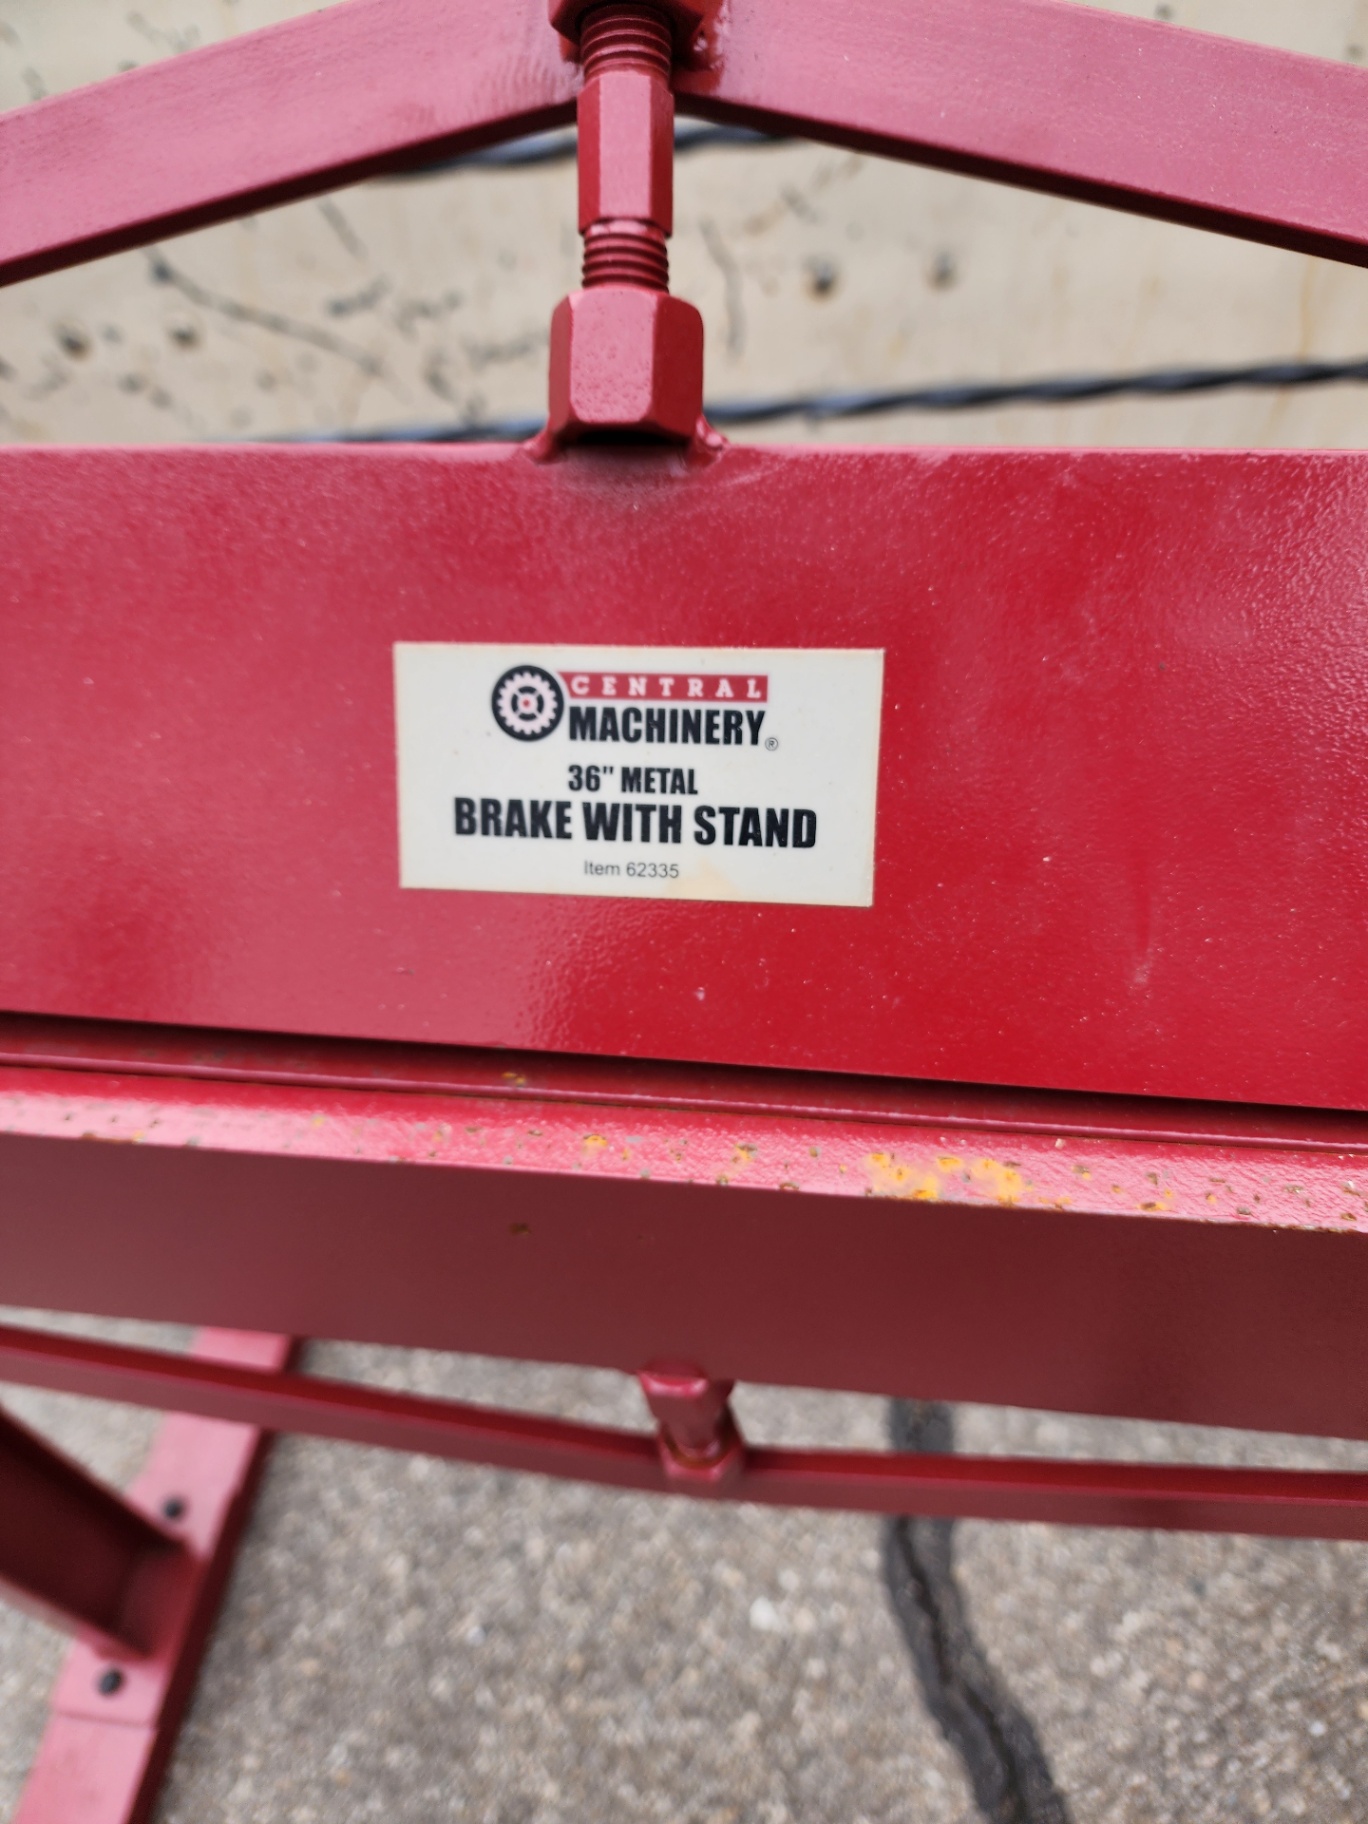 CENTRAL
MACHINERY®
36" METAL
BRAKE WITH STAND
Item 62335